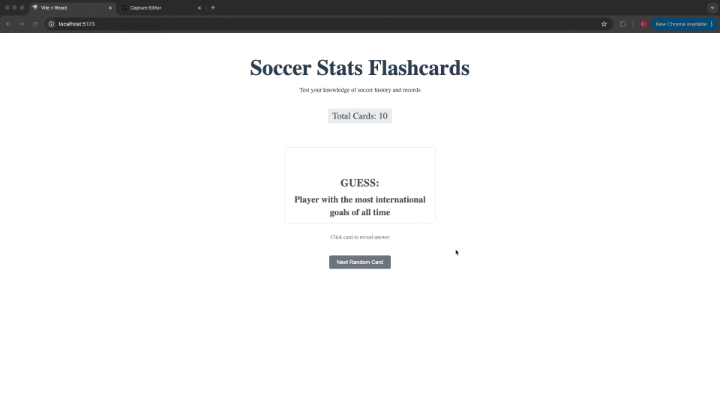 Vite + React
Capture Editor
localhost:5173
New Chrome available
Soccer Stats Flashcards
Test your knowledge of soccer history and records
Total Cards: 10
GUESS:
Player with the most international
goals of all time
Click card to reveal answer
Next Random Card